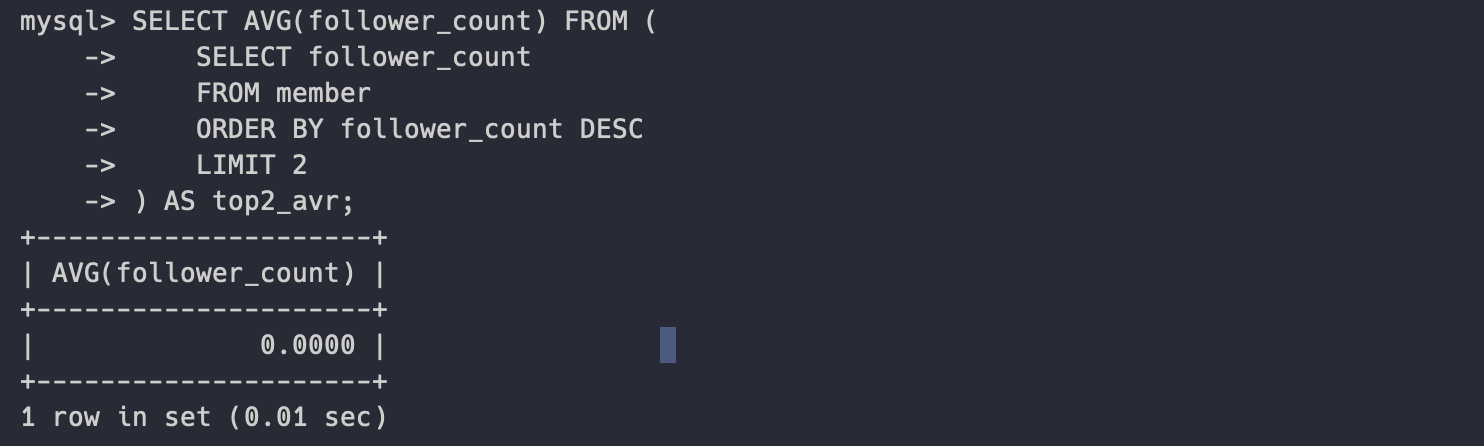 mysql> SELECT AVG(follower_count) FROM (
    ->     SELECT follower_count
    ->     FROM member
    ->     ORDER BY follower_count DESC
    ->     LIMIT 2
    -> ) AS top2_avr;
+---------------------+
| AVG(follower_count) |
+---------------------+
|              0.0000 |
+---------------------+
1 row in set (0.01 sec)